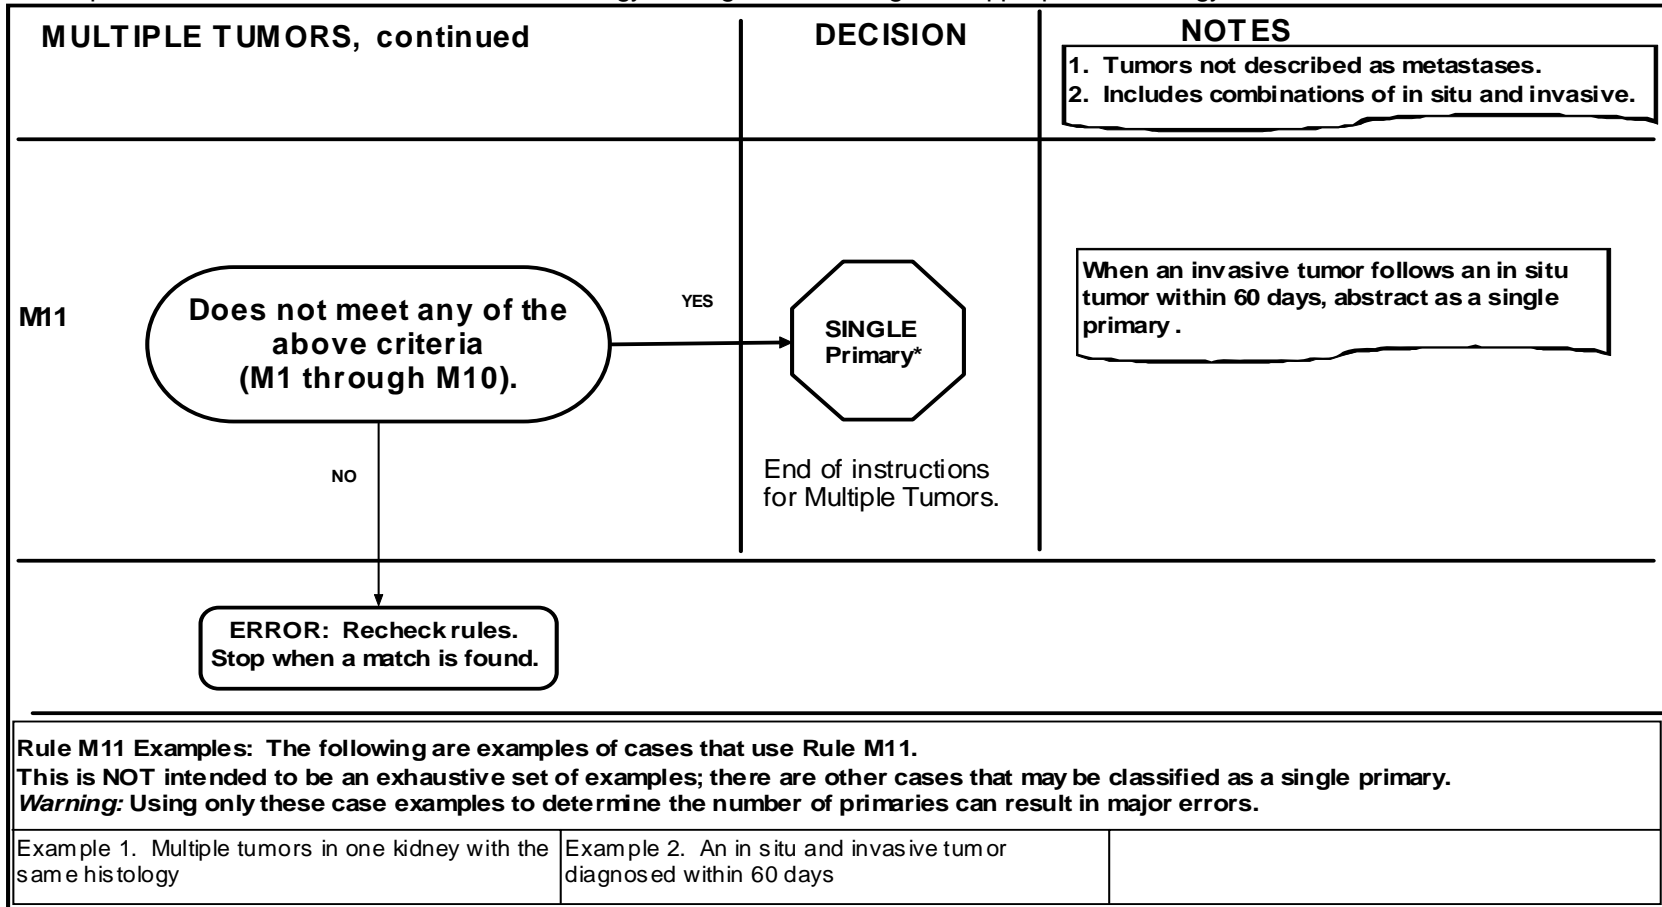 MULTIPLE TUMORS, continued
DECISION
NOTES
1. Tumors not described as metastases.
2. Includes combinations of in situ and invasive.
M11
Does not meet any of the
above criteria
(M1 through M10).
YES
SINGLE
Primary*
When an invasive tumor follows an in situ
tumor within 60 days, abstract as a single
primary .
NO
End of instructions
for Multiple Tumors.
ERROR: Recheck rules.
Stop when a match is found.
Rule M11 Examples: The following are examples of cases that use Rule M11.
This is NOT intended to be an exhaustive set of examples; there are other cases that may be classified as a single primary.
Warning: Using only these case examples to determine the number of primaries can result in major errors.
Example 1. Multiple tumors in one kidney with the
same histology
Example 2. An in situ and invasive tumor
diagnosed within 60 days